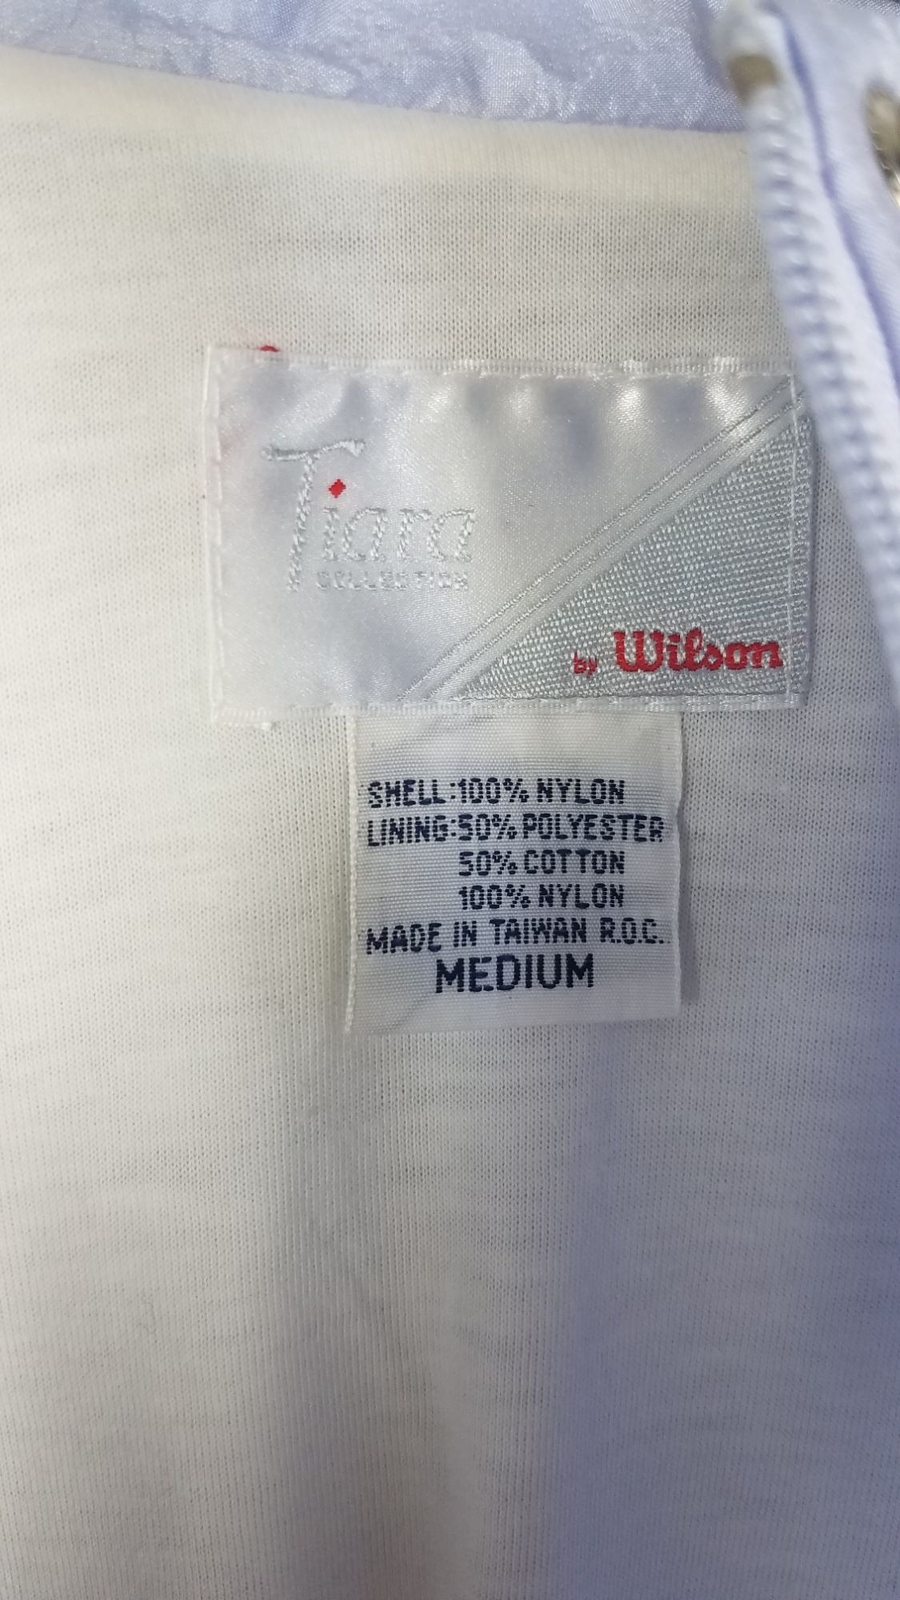 Tiara
COLLECTION
by Wilson
SHELL:100% NYLON
LINING:50% POLYESTER
50% COTTON
100% NYLON
MADE IN TAIWAN R.O.C.
MEDIUM